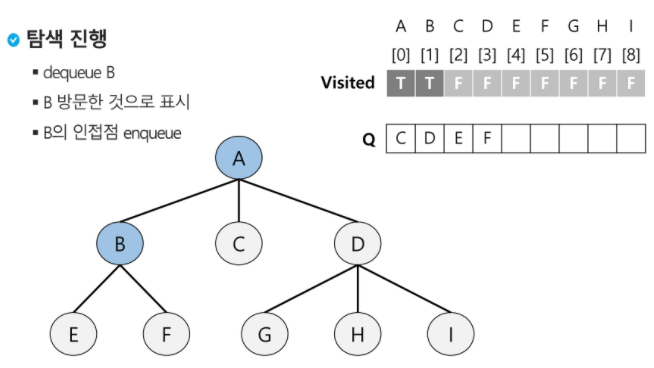 탐색 진행
▪ dequeue B
▪ B 방문한 것으로 표시
▪ B의 인접점 enqueue
A B C D E F G H I
[0] [1] [2] [3] [4] [5] [6] [7] [8]
Visited T T F F F F F F F
Q C D E F
A
B C D
E F G H I